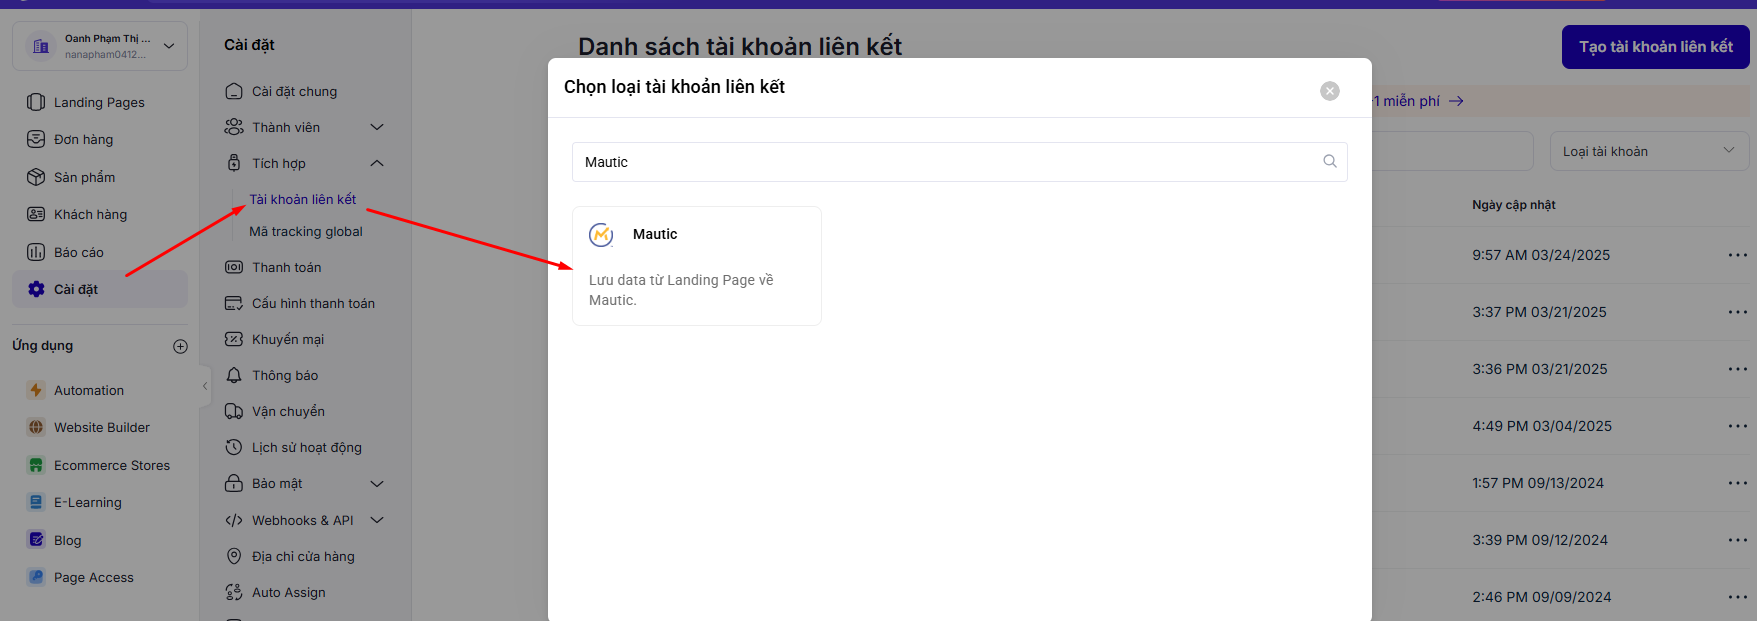 Oanh Phạm Thị ...
nanapham0412...
Landing Pages
Đơn hàng
Sản phẩm
Khách hàng
Báo cáo
Cài đặt
Ứng dụng
Automation
Website Builder
Ecommerce Stores
E-Learning
Blog
Page Access
Cài đặt
Cài đặt chung
Thành viên
Tích hợp
Tài khoản liên kết
Mã tracking global
Thanh toán
Cấu hình thanh toán
Khuyến mại
Thông báo
Vận chuyển
Lịch sử hoạt động
Bảo mật
Webhooks & API
Địa chỉ cửa hàng
Auto Assign
Danh sách tài khoản liên kết
Tạo tài khoản liên kết
-1 miễn phí
Loại tài khoản
Chọn loại tài khoản liên kết
Mautic
Mautic
Lưu data từ Landing Page về
Mautic.
Ngày cập nhật
9:57 AM 03/24/2025
3:37 PM 03/21/2025
3:36 PM 03/21/2025
4:49 PM 03/04/2025
1:57 PM 09/13/2024
3:39 PM 09/12/2024
2:46 PM 09/09/2024